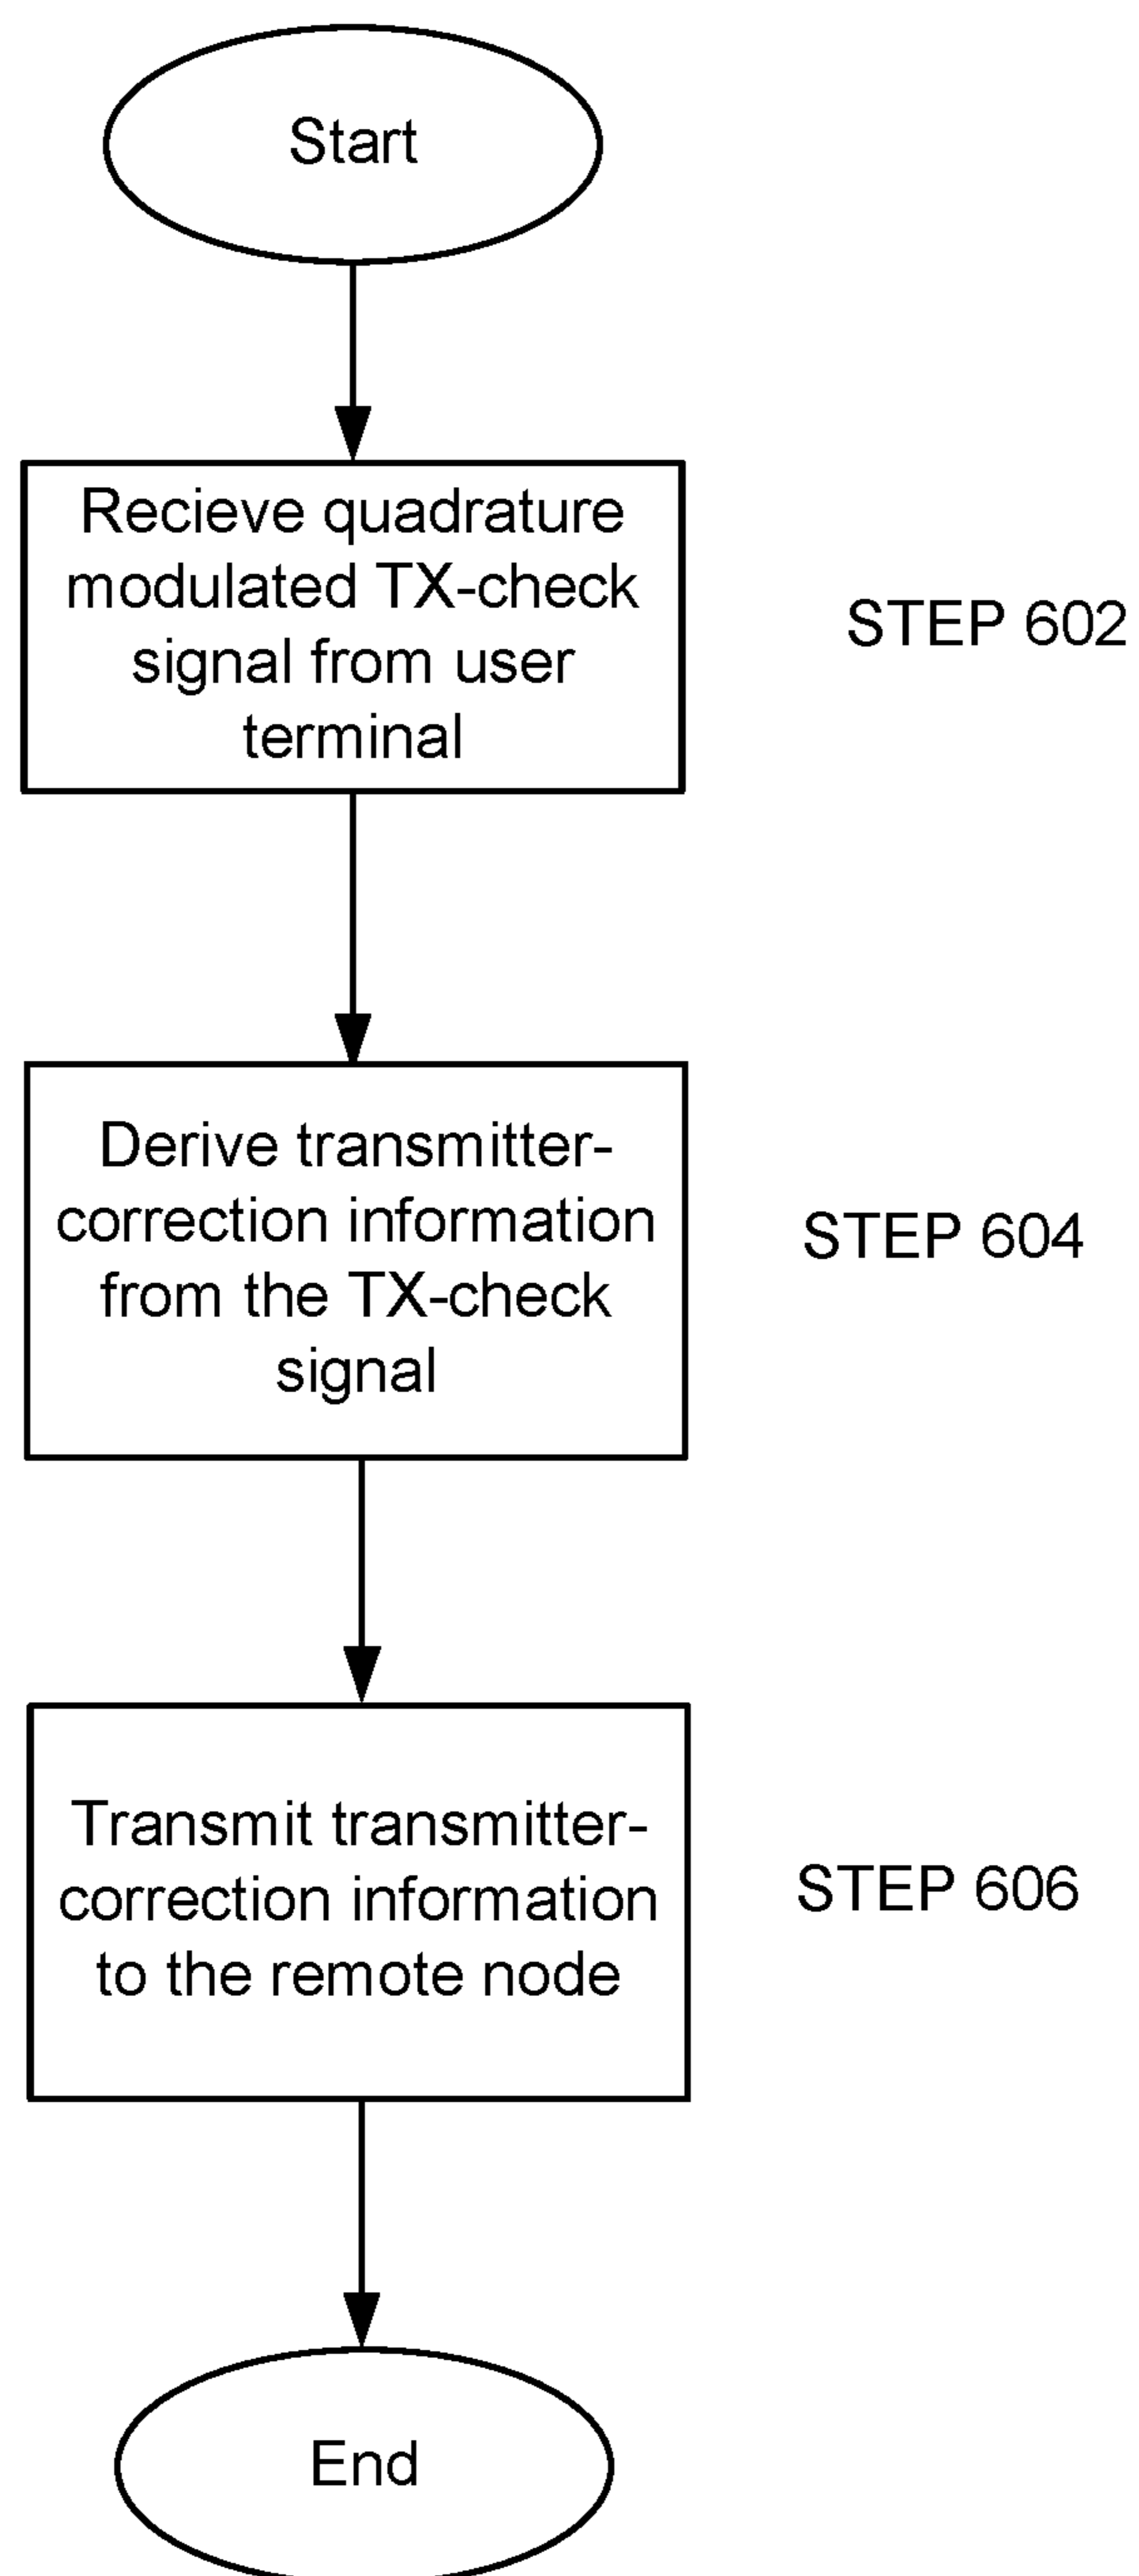 Start
Recieve quadrature
modulated TX-check
signal from user
terminal
STEP 602
Derive transmitter-
correction information
from the TX-check
signal
STEP 604
Transmit transmitter-
correction information
to the remote node
STEP 606
End